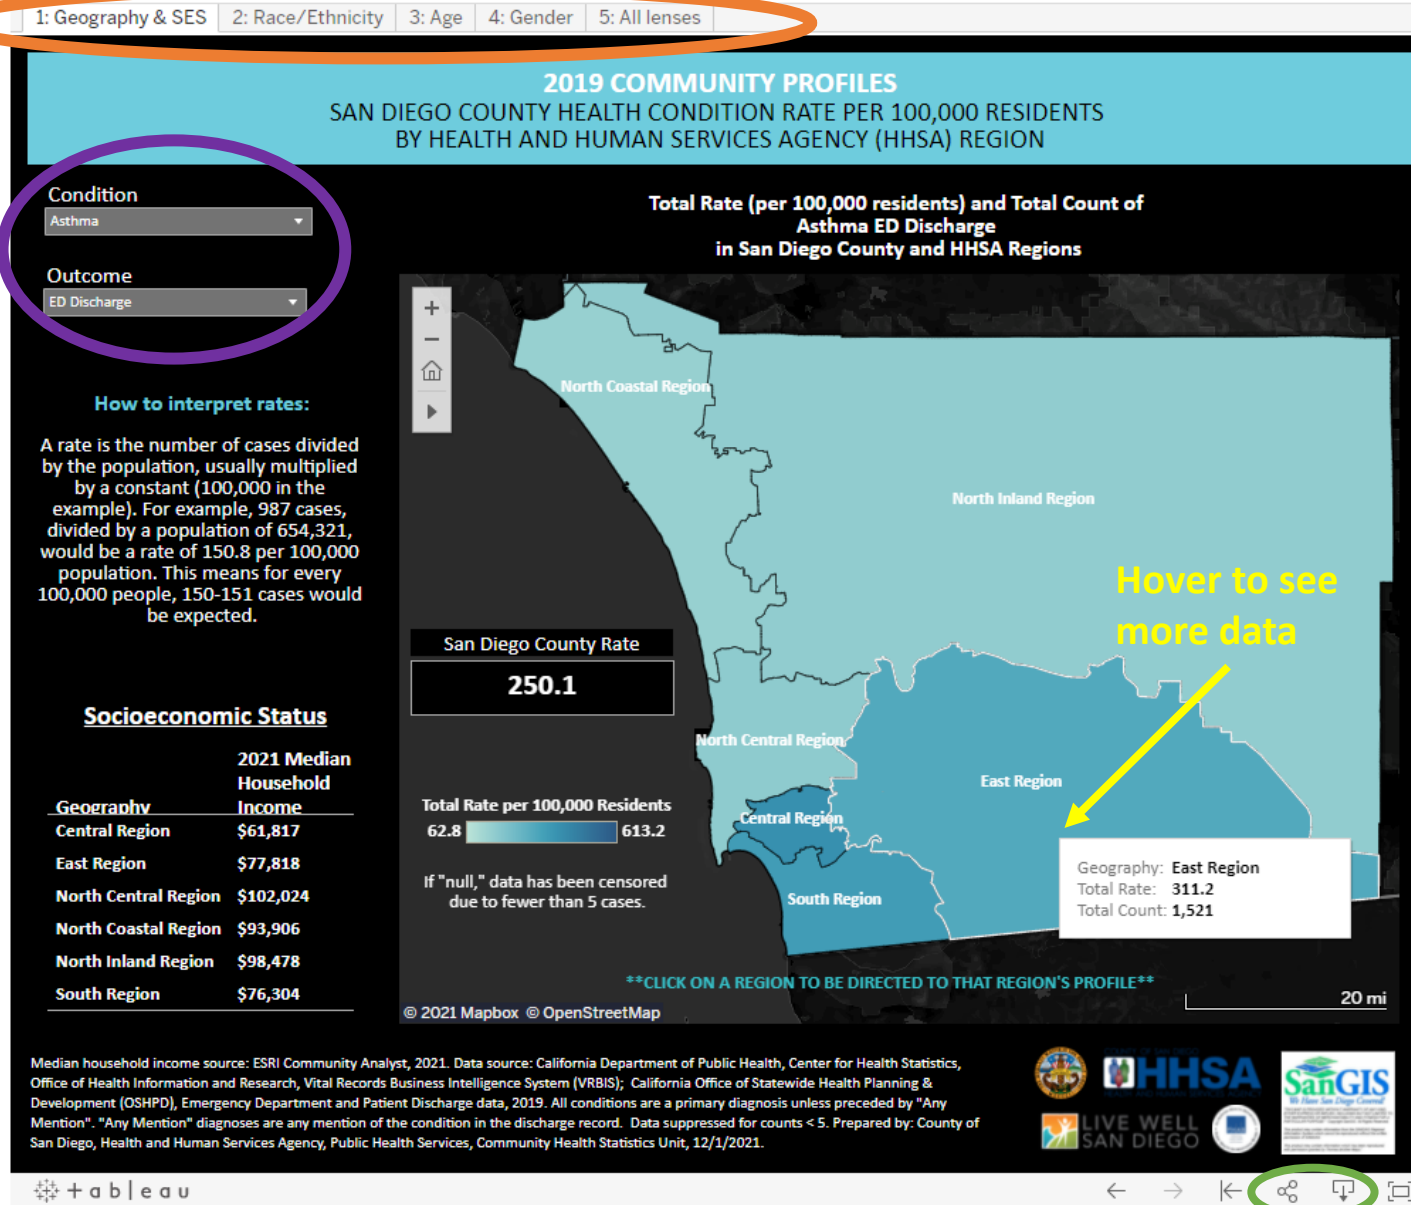 1: Geography & SES
2: Race/Ethnicity
3: Age
4: Gender
5: All lenses
2019 COMMUNITY PROFILES
SAN DIEGO COUNTY HEALTH CONDITION RATE PER 100,000 RESIDENTS
BY HEALTH AND HUMAN SERVICES AGENCY (HHSA) REGION
Condition
Asthma
Outcome
ED Discharge
How to interpret rates:
A rate is the number of cases divided
by the population, usually multiplied
by a constant (100,000 in the
example). For example, 987 cases,
divided by a population of 654,321,
would be a rate of 150.8 per 100,000
population. This means for every
100,000 people, 150-151 cases would
be expected.
Socioeconomic Status
2021 Median
Household
Geography Income
Central Region $61,817
East Region $77,818
North Central Region $102,024
North Coastal Region $93,906
North Inland Region $98,478
South Region $76,304
Total Rate (per 100,000 residents) and Total Count of
Asthma ED Discharge
in San Diego County and HHSA Regions
North Coastal Region
North Inland Region
Hover to see
more data
San Diego County Rate
250.1
North Central Region
East Region
Total Rate per 100,000 Residents
62.8 613.2
Central Region
If "null," data has been censored
due to fewer than 5 cases.
South Region
Geography: East Region
Total Rate: 311.2
Total Count: 1,521
**CLICK ON A REGION TO BE DIRECTED TO THAT REGION'S PROFILE**
20 mi
© 2021 Mapbox © OpenStreetMap
Median household income source: ESRI Community Analyst, 2021. Data source: California Department of Public Health, Center for Health Statistics,
Office of Health Information and Research, Vital Records Business Intelligence System (VRBIS); California Office of Statewide Health Planning &
Development (OSHPD), Emergency Department and Patient Discharge data, 2019. All conditions are a primary diagnosis unless preceded by "Any
Mention". "Any Mention" diagnoses are any mention of the condition in the discharge record. Data suppressed for counts < 5. Prepared by: County of
San Diego, Health and Human Services Agency, Public Health Services, Community Health Statistics Unit, 12/1/2021.
HHSA
LIVE WELL
SAN DIEGO
SanGIS
We Have San Diego Covered!
+ableau